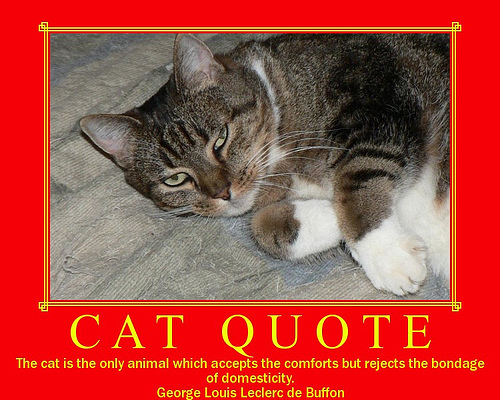 CAT QUOTE
The cat is the only animal which accepts the comforts but rejects the bondage
of domesticity.
George Louis Leclerc de Buffon